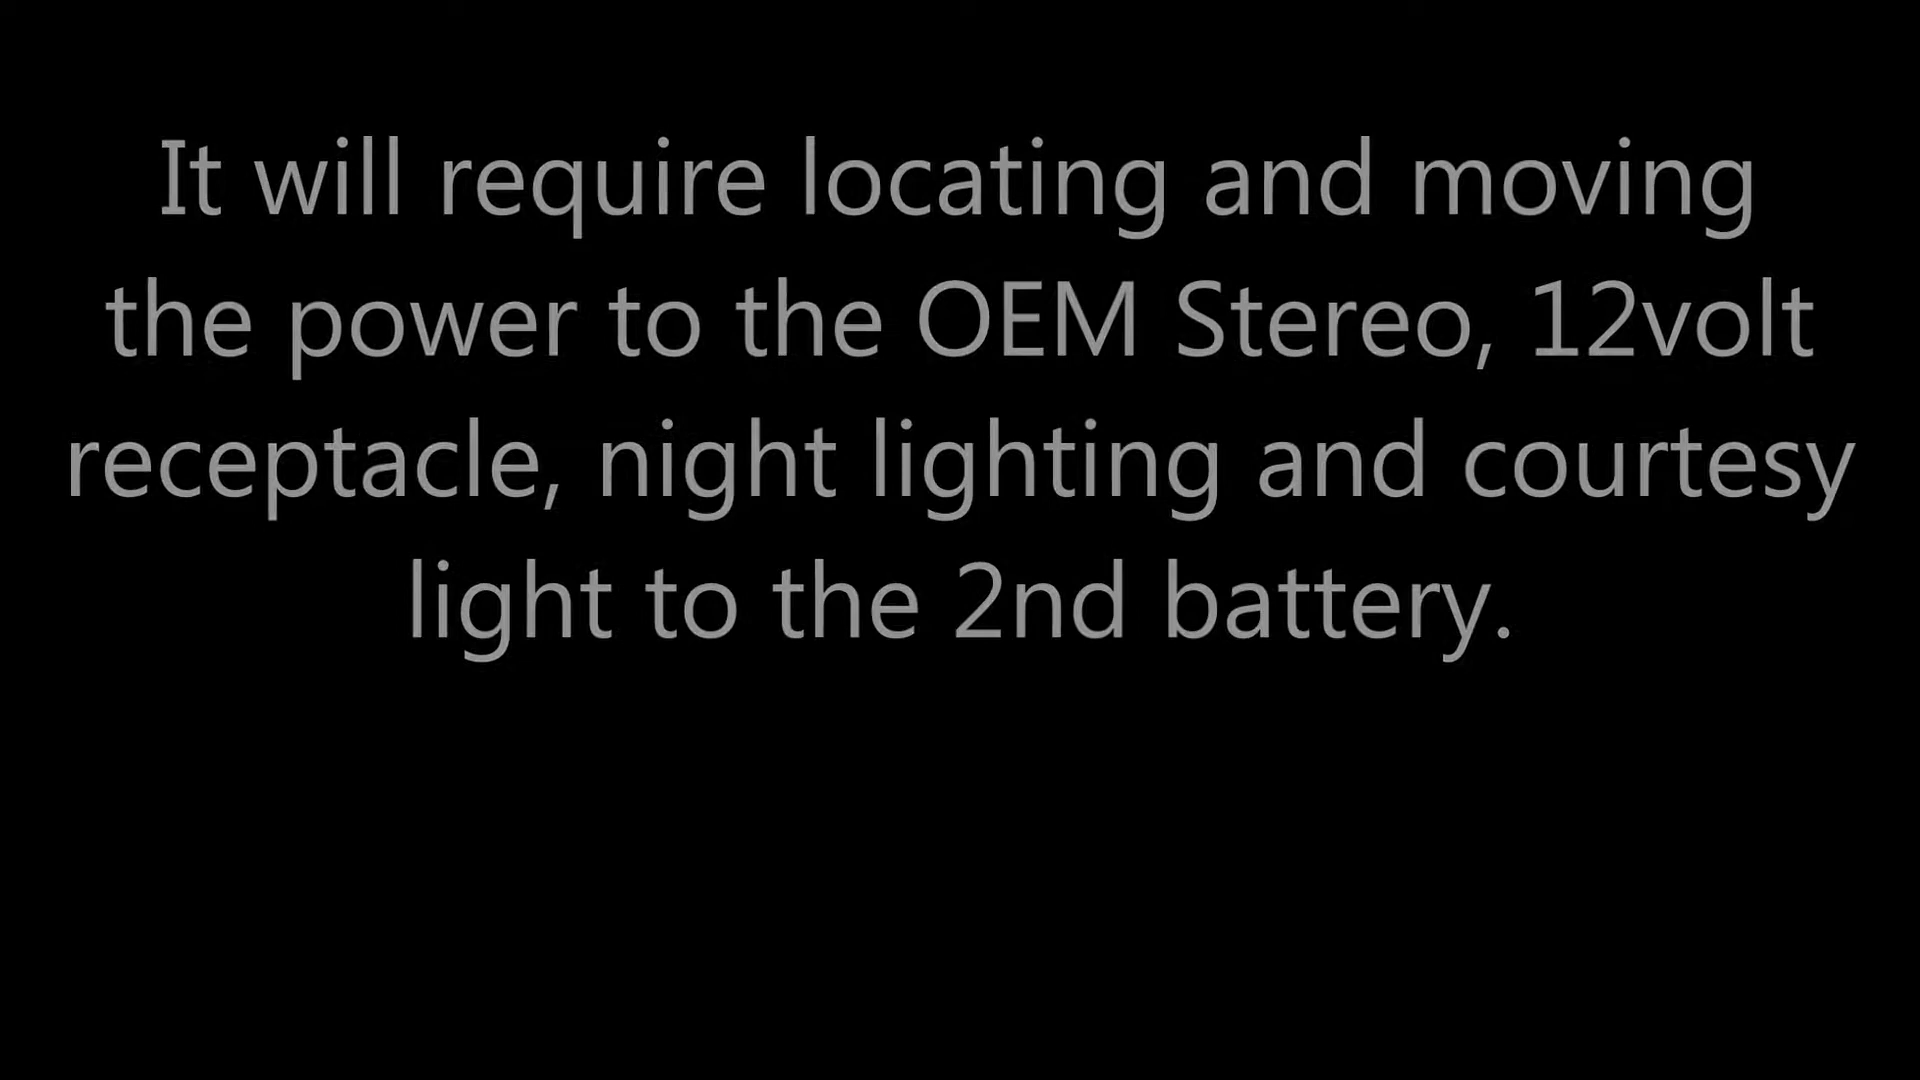 It will require locating and moving
the power to the OEM Stereo, 12volt
receptacle, night lighting and courtesy
light to the 2nd battery.